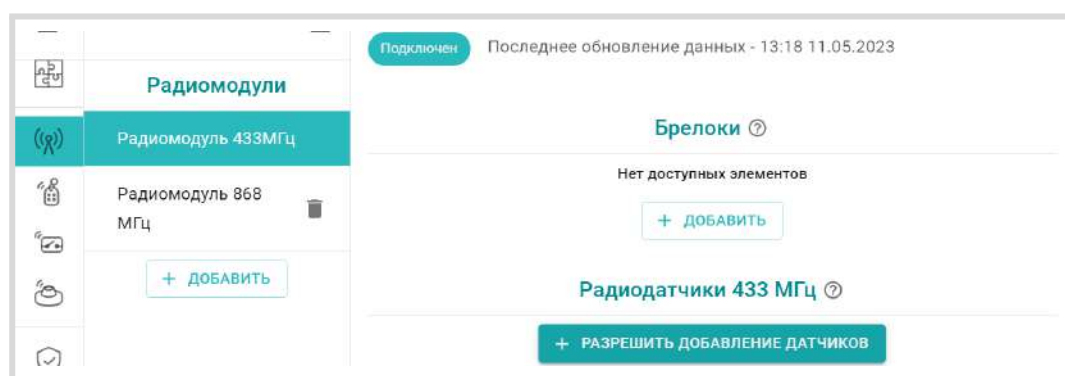 Подключен Последнее обновление данных - 13:18 11.05.2023
Радиомодули
Радиомодуль 433МГц
Радиомодуль 868
МГц
+ ДОБАВИТЬ
Брелоки
Нет доступных элементов
+ ДОБАВИТЬ
Радиодатчики 433 МГц
+ РАЗРЕШИТЬ ДОБАВЛЕНИЕ ДАТЧИКОВ